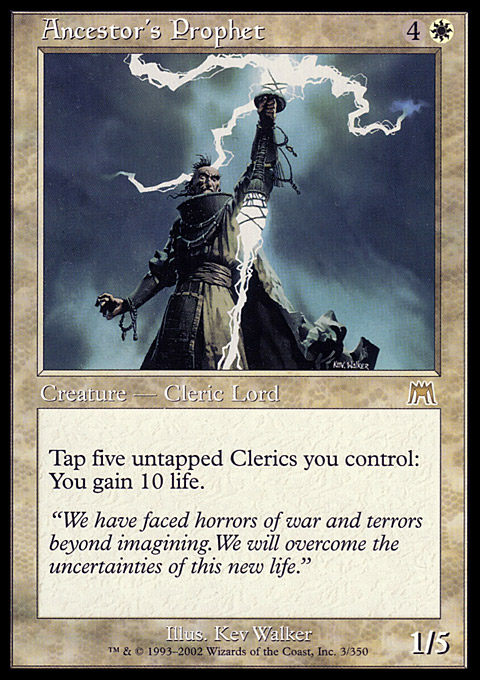 Ancestor's Prophet 4
Kev Walker
Creature — Cleric Lord
Tap five untapped Clerics you control:
You gain 10 life.
“We have faced horrors of war and terrors
beyond imagining. We will overcome the
uncertainties of this new life.”
Illus. Kev Walker
™ & © 1993–2002 Wizards of the Coast, Inc. 3/350
1/5